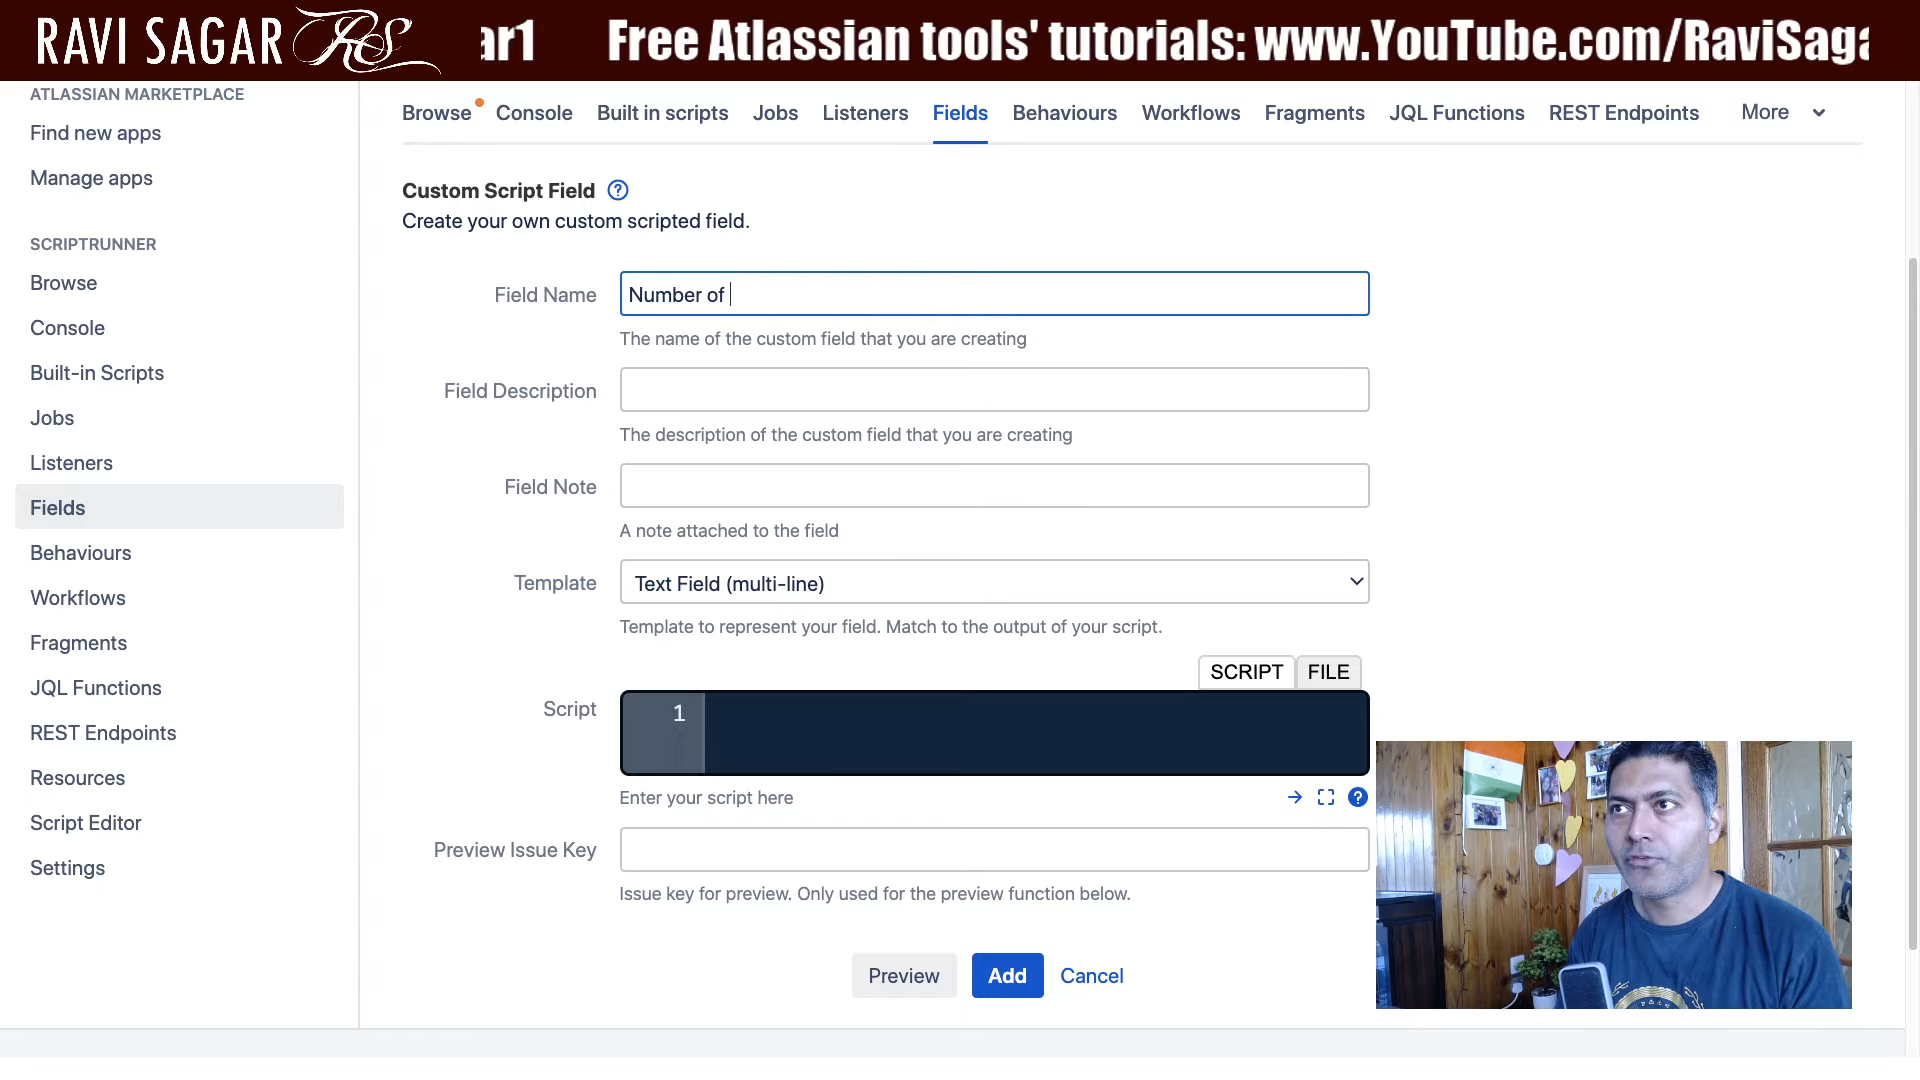 RAVI SAGAR RS ar1 Free Atlassian tools' tutorials: www.YouTube.com/RaviSaga
ATLASSIAN MARKETPLACE
Find new apps
Manage apps
SCRIPTRUNNER
Browse
Console
Built-in Scripts
Jobs
Listeners
Fields
Behaviours
Workflows
Fragments
JQL Functions
REST Endpoints
Resources
Script Editor
Settings
Browse Console Built in scripts Jobs Listeners Fields Behaviours Workflows Fragments JQL Functions REST Endpoints More
Custom Script Field ?
Create your own custom scripted field.
Field Name Number of
The name of the custom field that you are creating
Field Description
The description of the custom field that you are creating
Field Note
A note attached to the field
Template Text Field (multi-line)
Template to represent your field. Match to the output of your script.
SCRIPT FILE
Script 1
Enter your script here ?
Preview Issue Key
Issue key for preview. Only used for the preview function below.
Preview Add Cancel